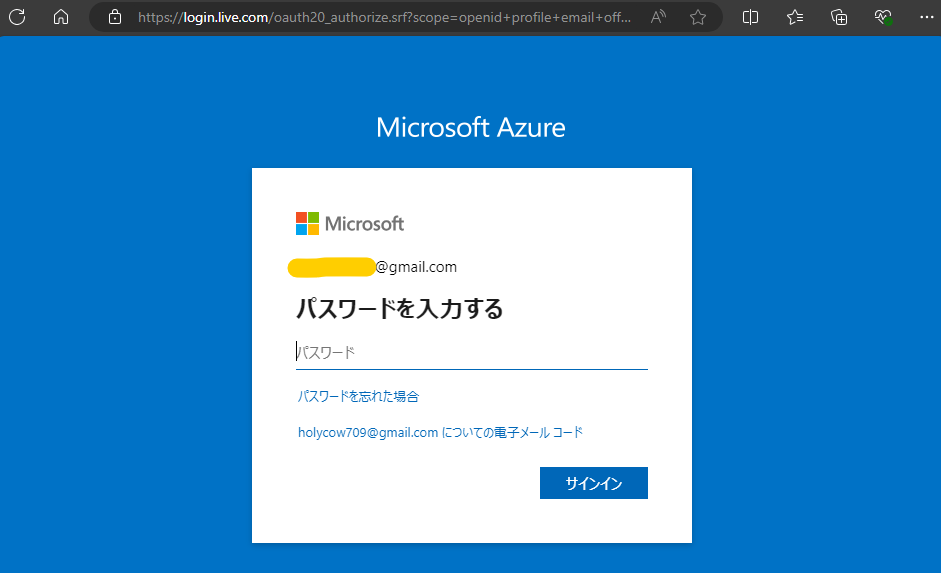 https://login.live.com/oauth20_authorize.srf?scope=openid+profile+email+off...
Microsoft Azure
Microsoft
@gmail.com
パスワードを入力する
パスワード
パスワードを忘れた場合
holycow709@gmail.com についての電子メール コード
サインイン